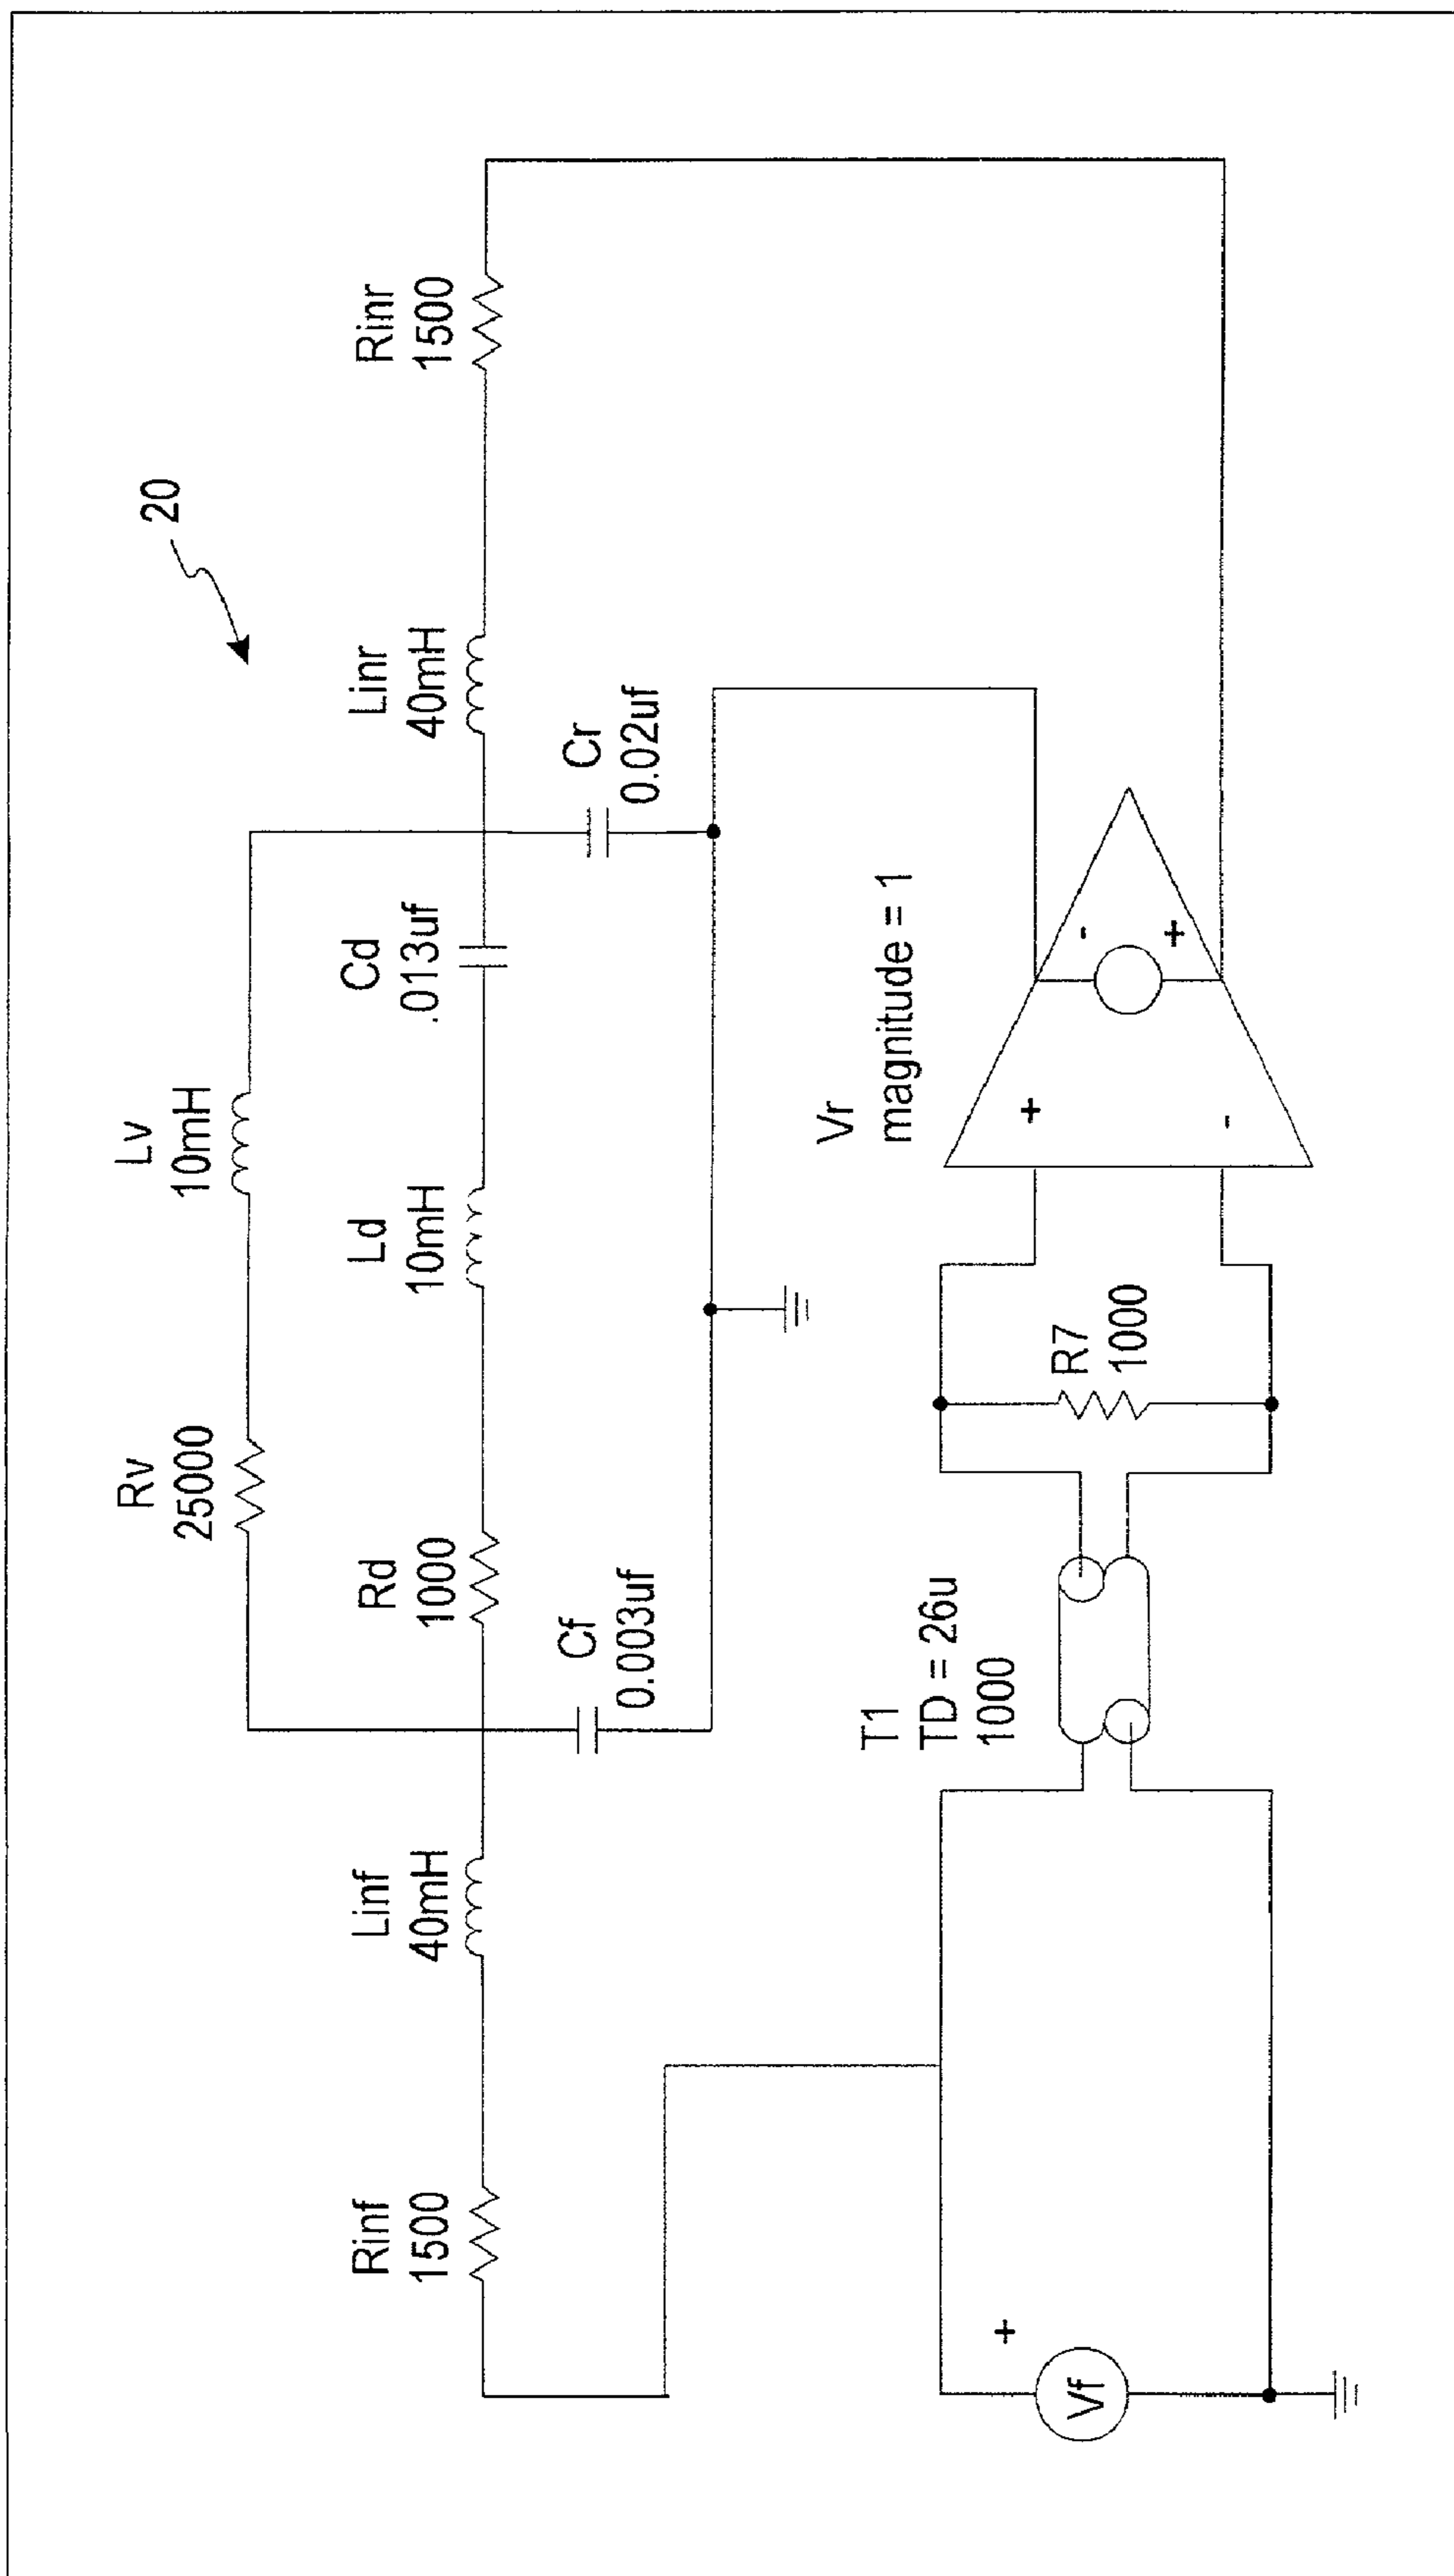 20
Lv
10mH
Rv
25000
Rinf
1500
Linf
40mH
Rd
1000
Ld
10mH
Cd
.013uf
Linr
40mH
Rinr
1500
Cf
0.003uf
Cr
0.02uf
Vf
+
T1
TD = 26u
1000
R7
1000
Vr
magnitude = 1
+
-
-
+